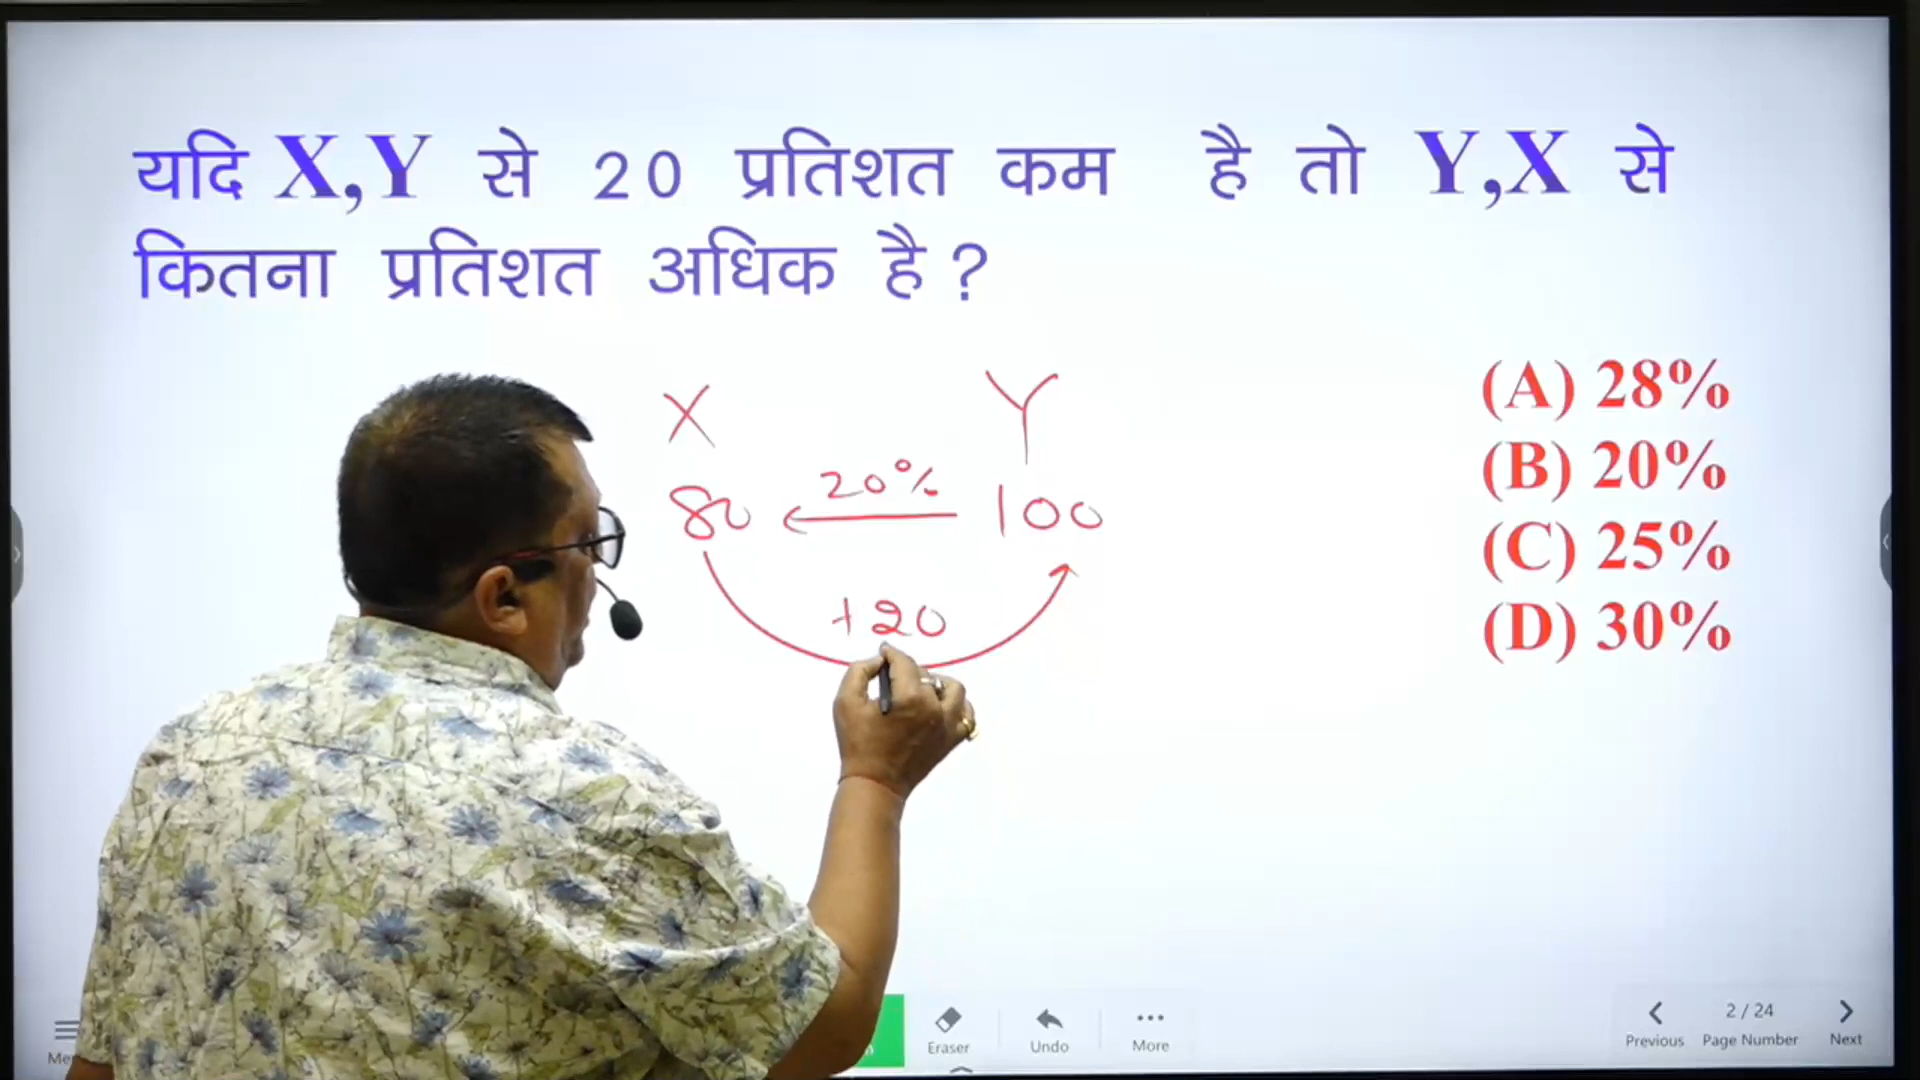 यदि X,Y से 20 प्रतिशत कम है तो Y,X से
कितना प्रतिशत अधिक है ?
X Y
80 20% 100
+20
(A) 28%
(B) 20%
(C) 25%
(D) 30%
Eraser
Undo
More
Previous
2 / 24
Page Number
Next